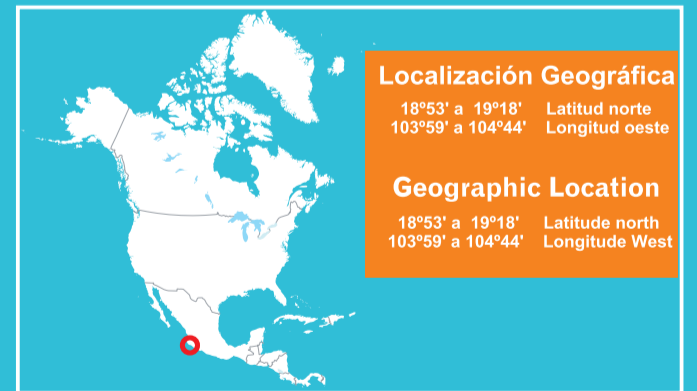 Localización Geográfica
18º53' a 19º18' Latitud norte
103º59' a 104º44' Longitud oeste
Geographic Location
18º53' a 19º18' Latitude north
103º59' a 104º44' Longitude West